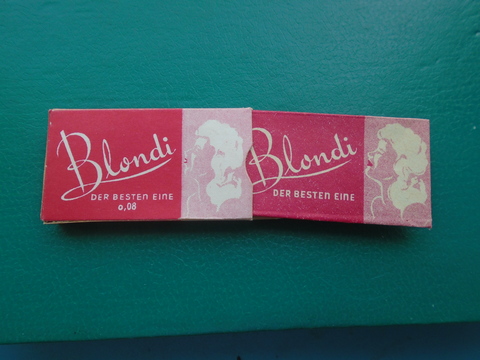 Blondi
DER BESTEN EINE
0,08
Blondi
DER BESTEN EINE